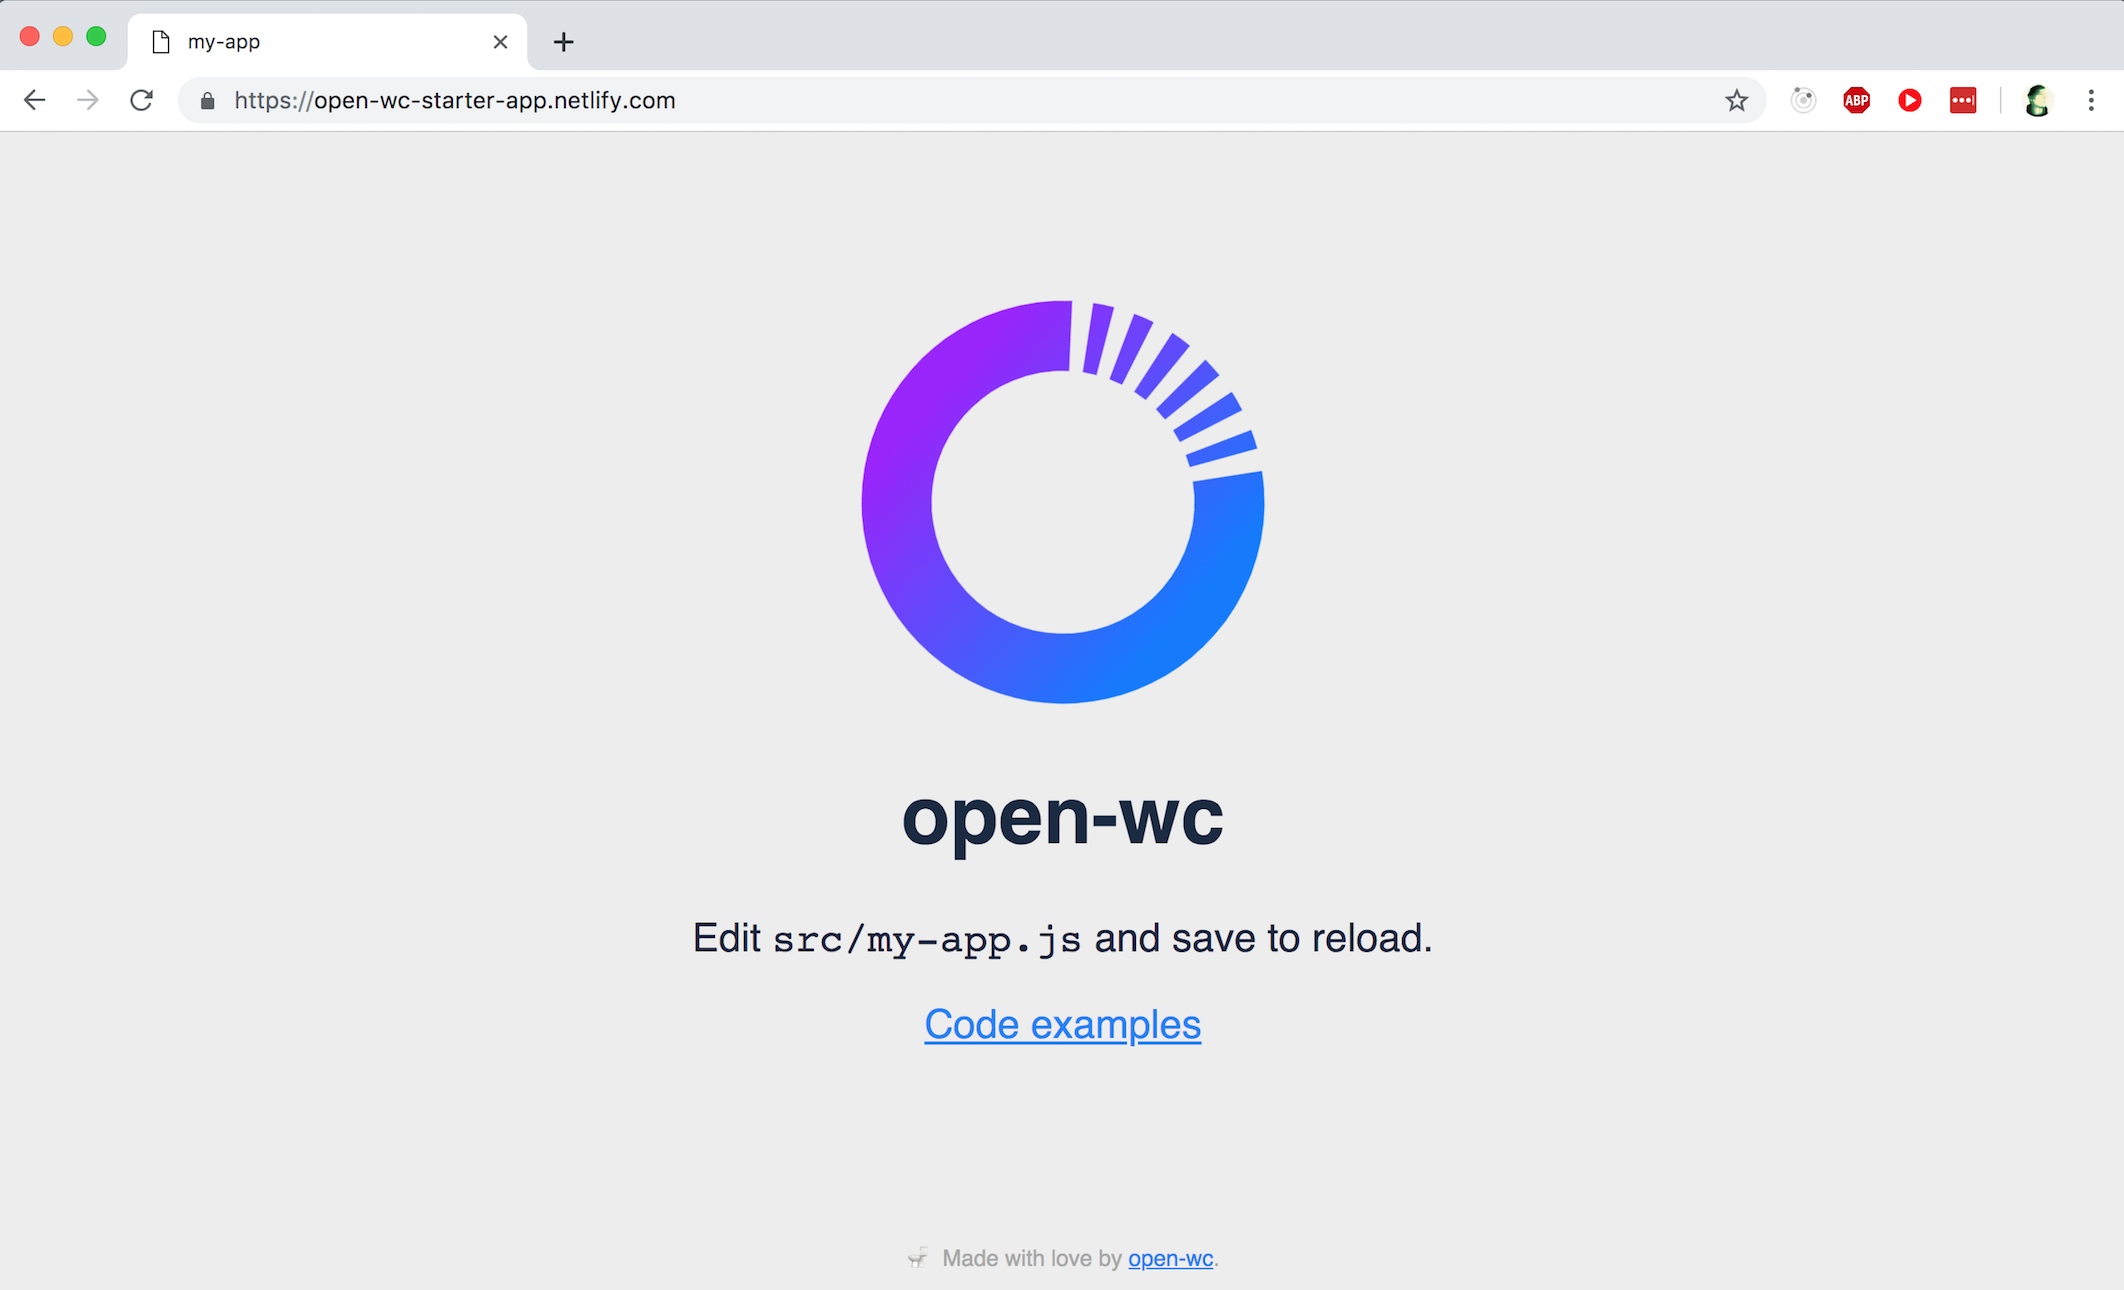 my-app
https://open-wc-starter-app.netlify.com
ABP
open-wc
Edit src/my-app.js and save to reload.
Code examples
Made with love by open-wc.